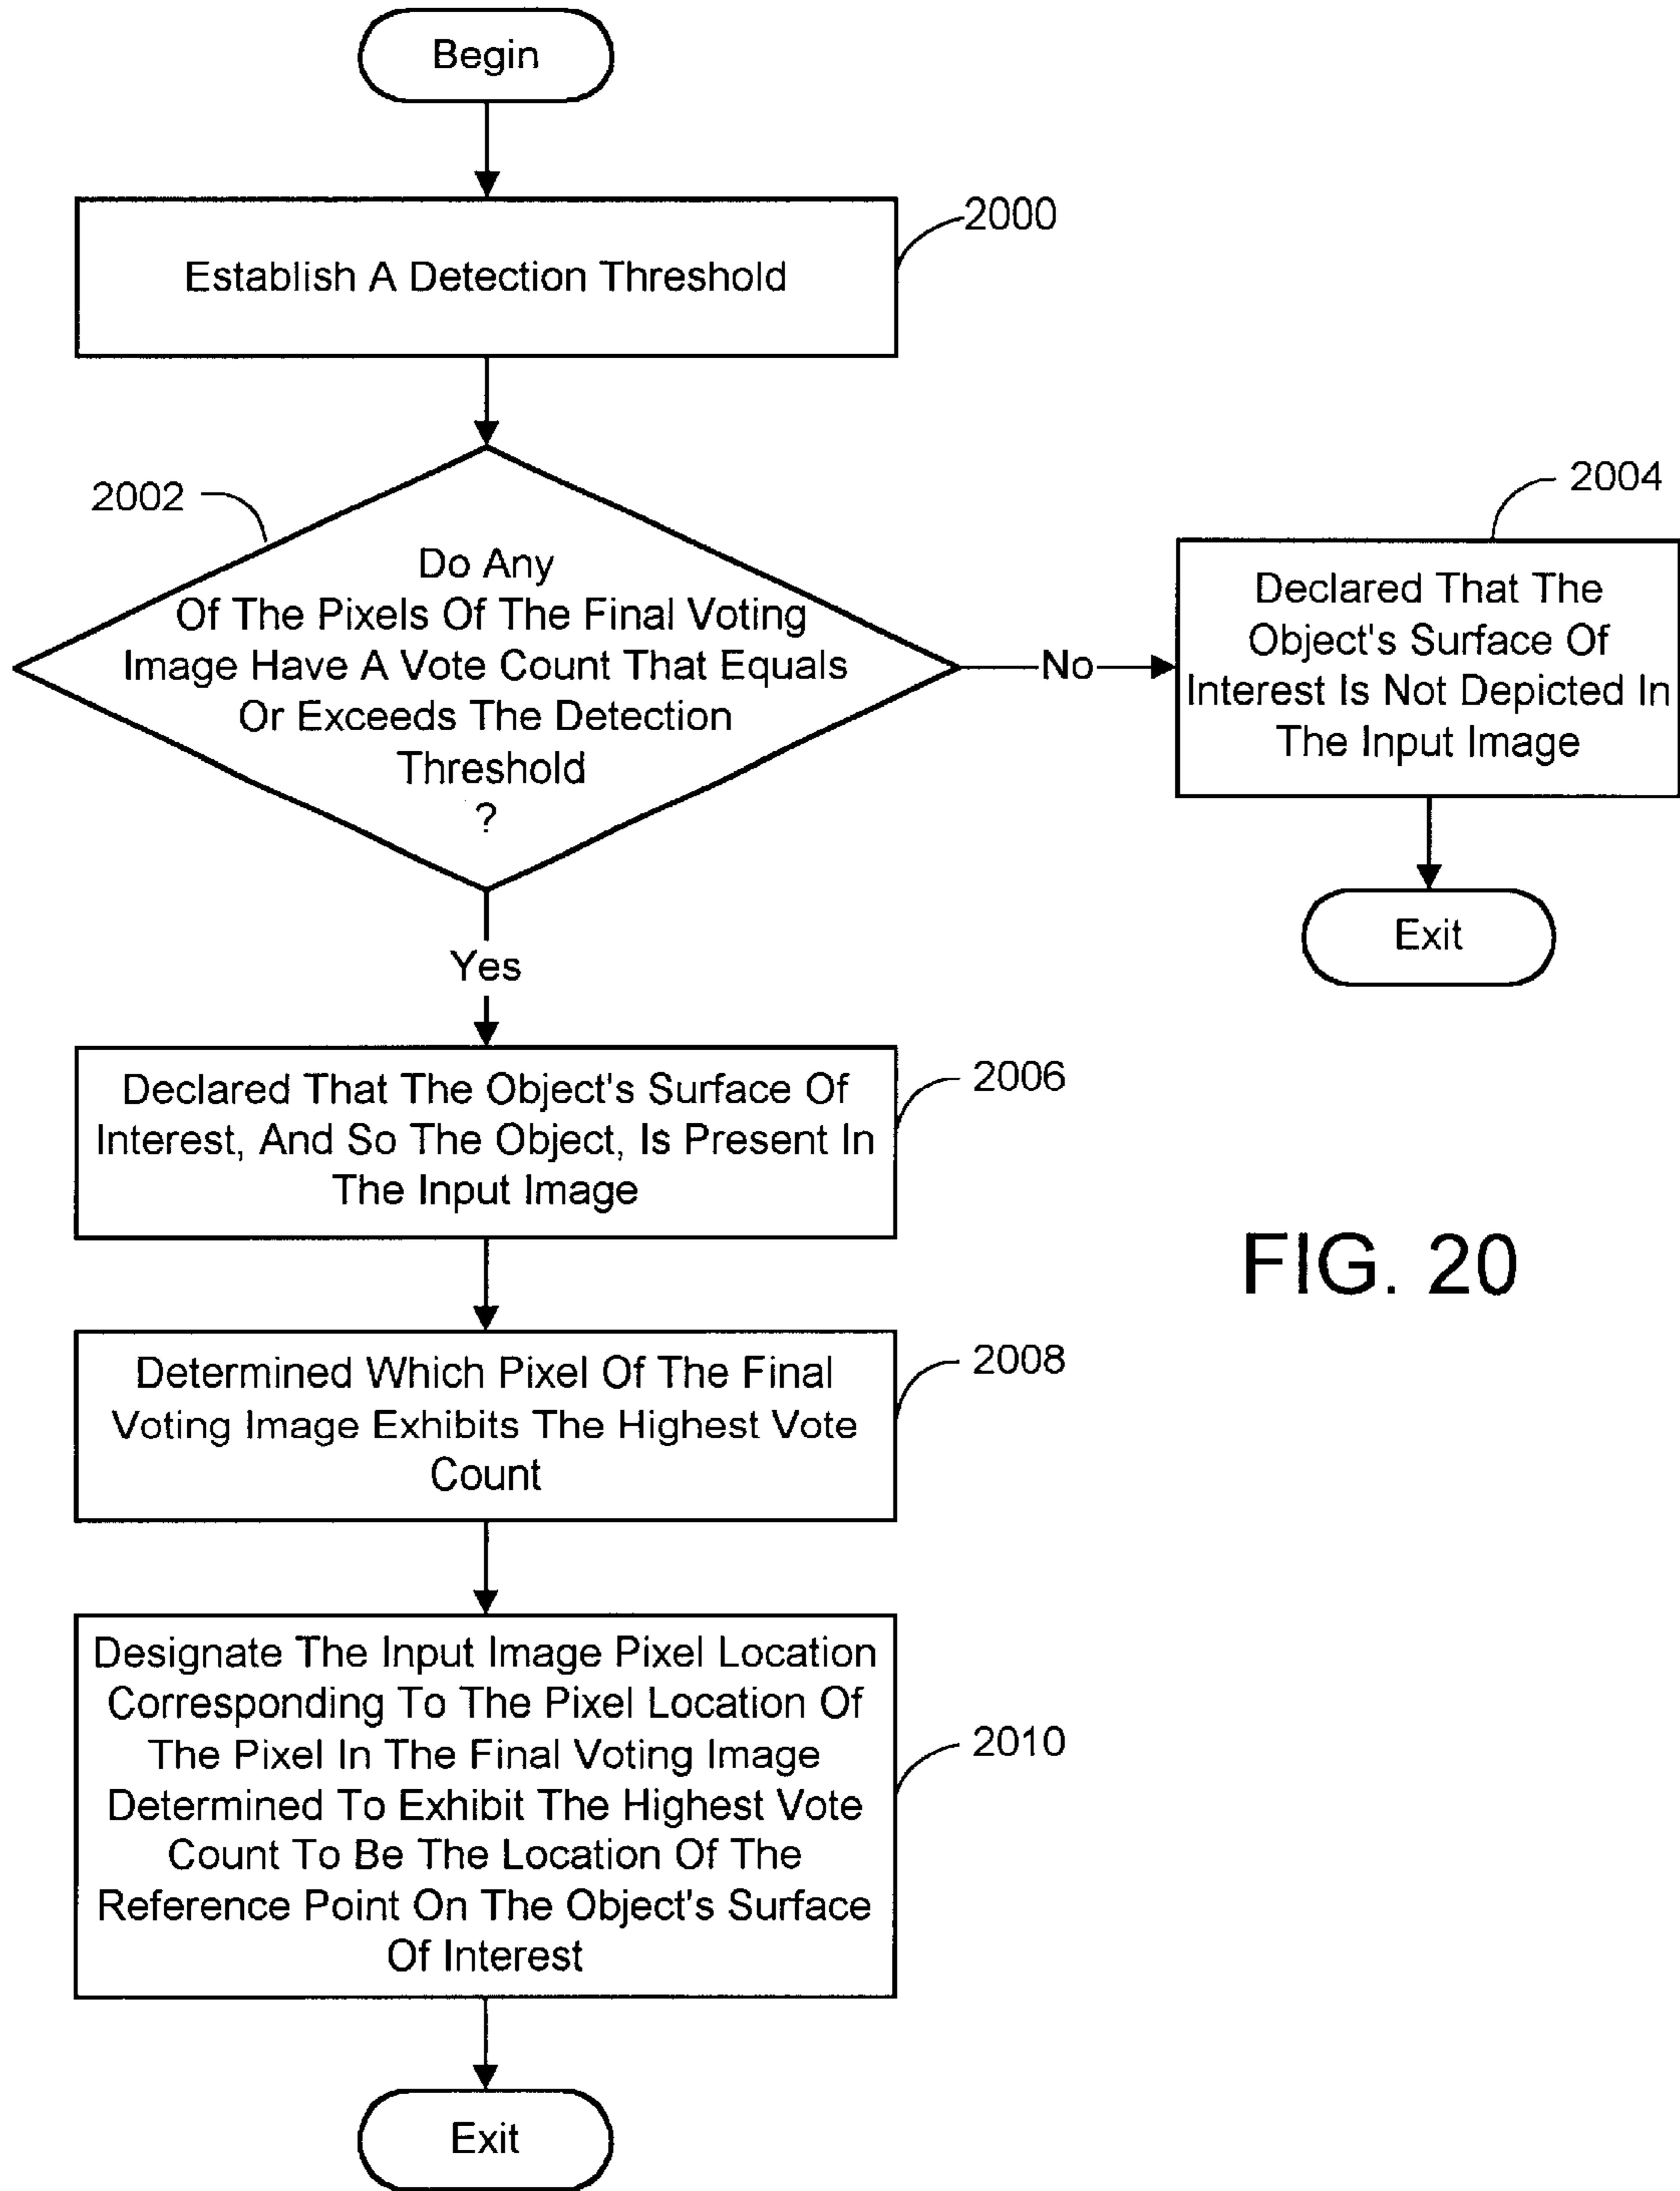 Begin
2000
Establish A Detection Threshold
2002
Do Any
Of The Pixels Of The Final Voting
Image Have A Vote Count That Equals
Or Exceeds The Detection
Threshold
?
No
2004
Declared That The
Object's Surface Of
Interest Is Not Depicted In
The Input Image
Exit
Yes
2006
Declared That The Object's Surface Of
Interest, And So The Object, Is Present In
The Input Image
FIG. 20
2008
Determined Which Pixel Of The Final
Voting Image Exhibits The Highest Vote
Count
2010
Designate The Input Image Pixel Location
Corresponding To The Pixel Location Of
The Pixel In The Final Voting Image
Determined To Exhibit The Highest Vote
Count To Be The Location Of The
Reference Point On The Object's Surface
Of Interest
Exit